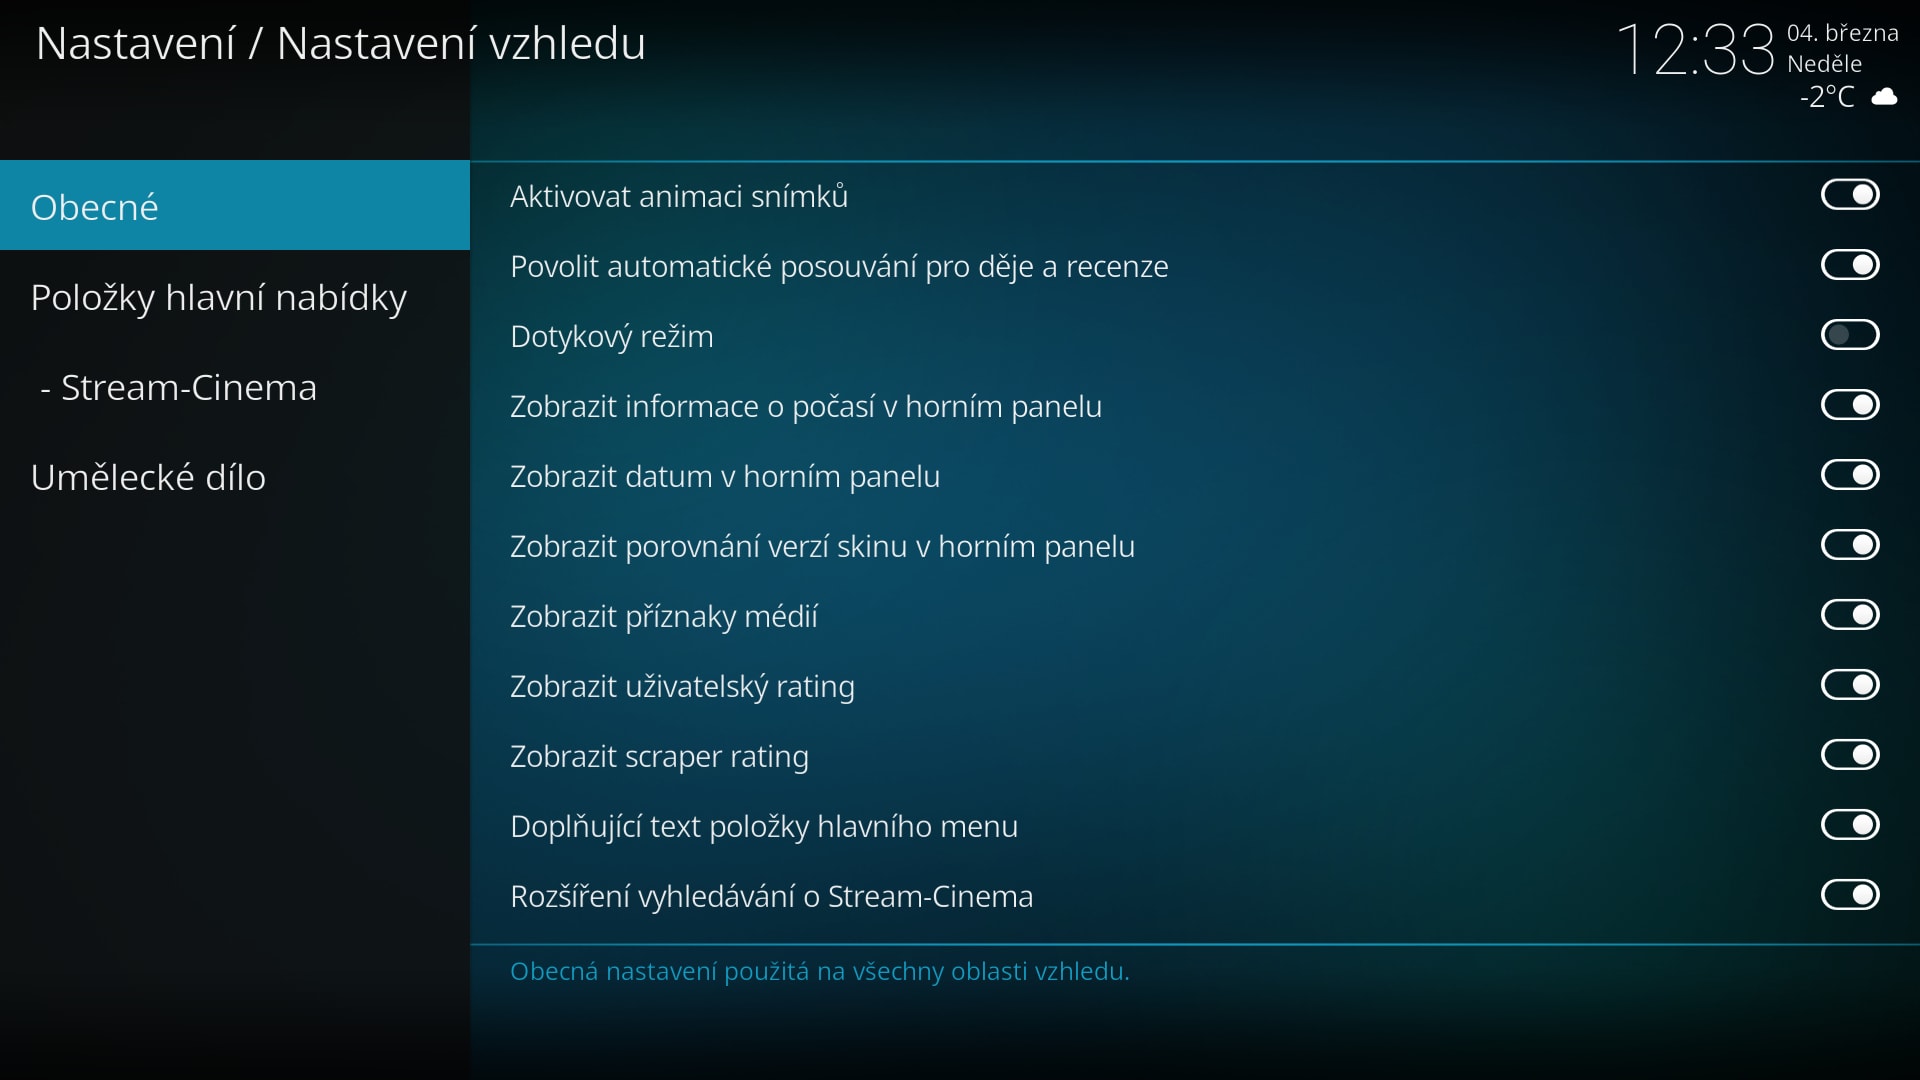 Nastavení / Nastavení vzhledu
12:33
04. března
Neděle
-2°C
Obecné
Položky hlavní nabídky
- Stream-Cinema
Umělecké dílo
Aktivovat animaci snímků
Povolit automatické posouvání pro děje a recenze
Dotykový režim
Zobrazit informace o počasí v horním panelu
Zobrazit datum v horním panelu
Zobrazit porovnání verzí skinu v horním panelu
Zobrazit příznaky médií
Zobrazit uživatelský rating
Zobrazit scraper rating
Doplňující text položky hlavního menu
Rozšíření vyhledávání o Stream-Cinema
Obecná nastavení použitá na všechny oblasti vzhledu.